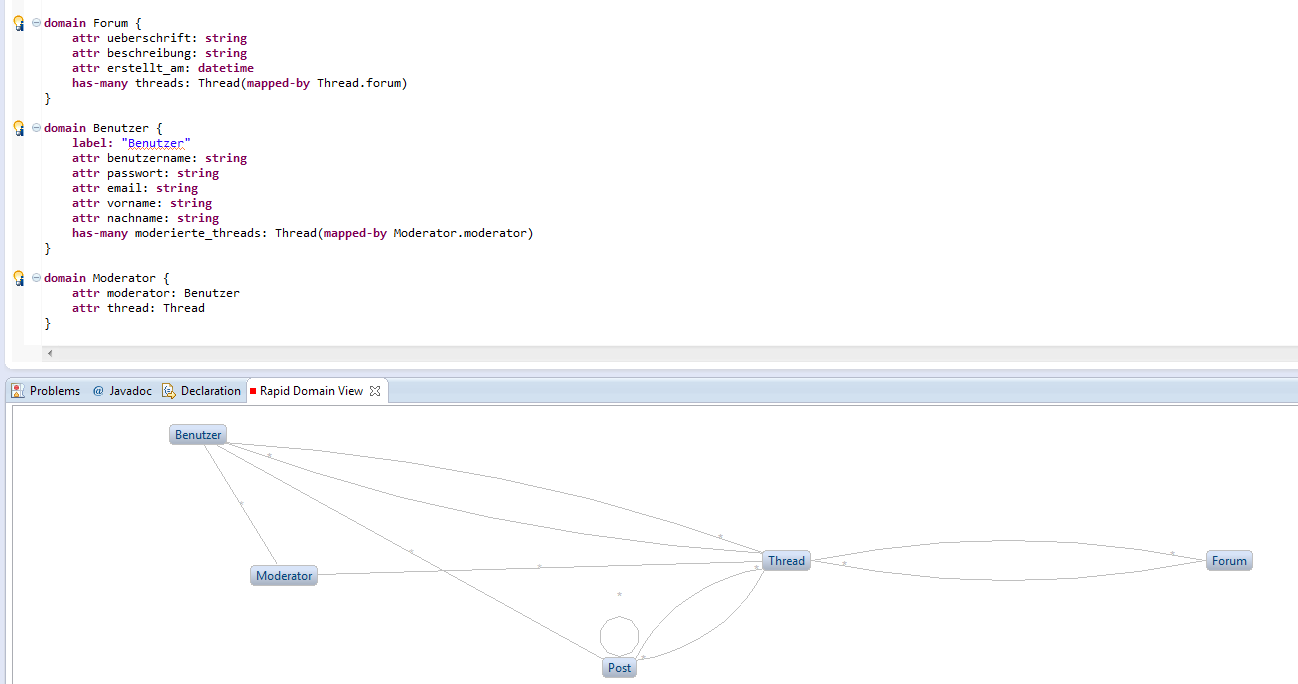 domain Forum {
attr ueberschrift: string
attr beschreibung: string
attr erstellt_am: datetime
has-many threads: Thread(mapped-by Thread.forum)
}
domain Benutzer {
label: "Benutzer"
attr benutzername: string
attr passwort: string
attr email: string
attr vorname: string
attr nachname: string
has-many moderierte_threads: Thread(mapped-by Moderator.moderator)
}
domain Moderator {
attr moderator: Benutzer
attr thread: Thread
}
Problems @ Javadoc Declaration Rapid Domain View
Benutzer
*
*
*
*
*
*
Thread
*
*
Forum
*
Moderator
*
*
Post